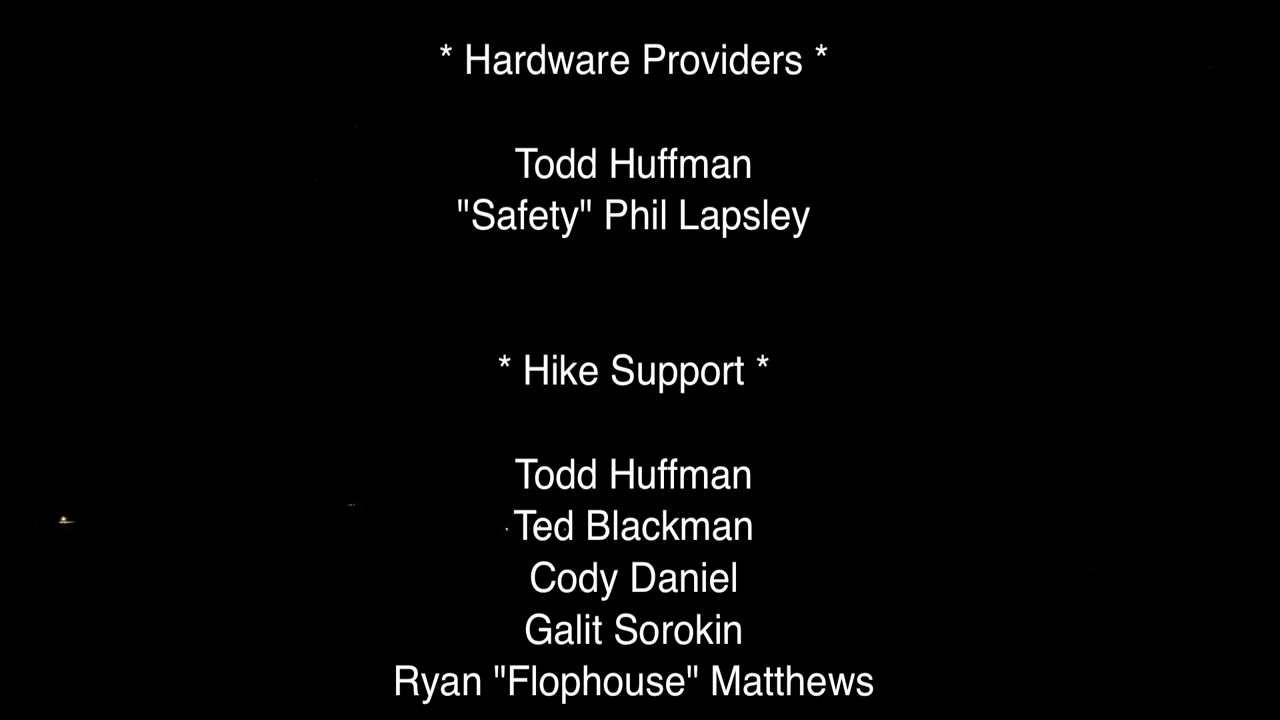 * Hardware Providers *
Todd Huffman
"Safety" Phil Lapsley
* Hike Support *
Todd Huffman
Ted Blackman
Cody Daniel
Galit Sorokin
Ryan "Flophouse" Matthews